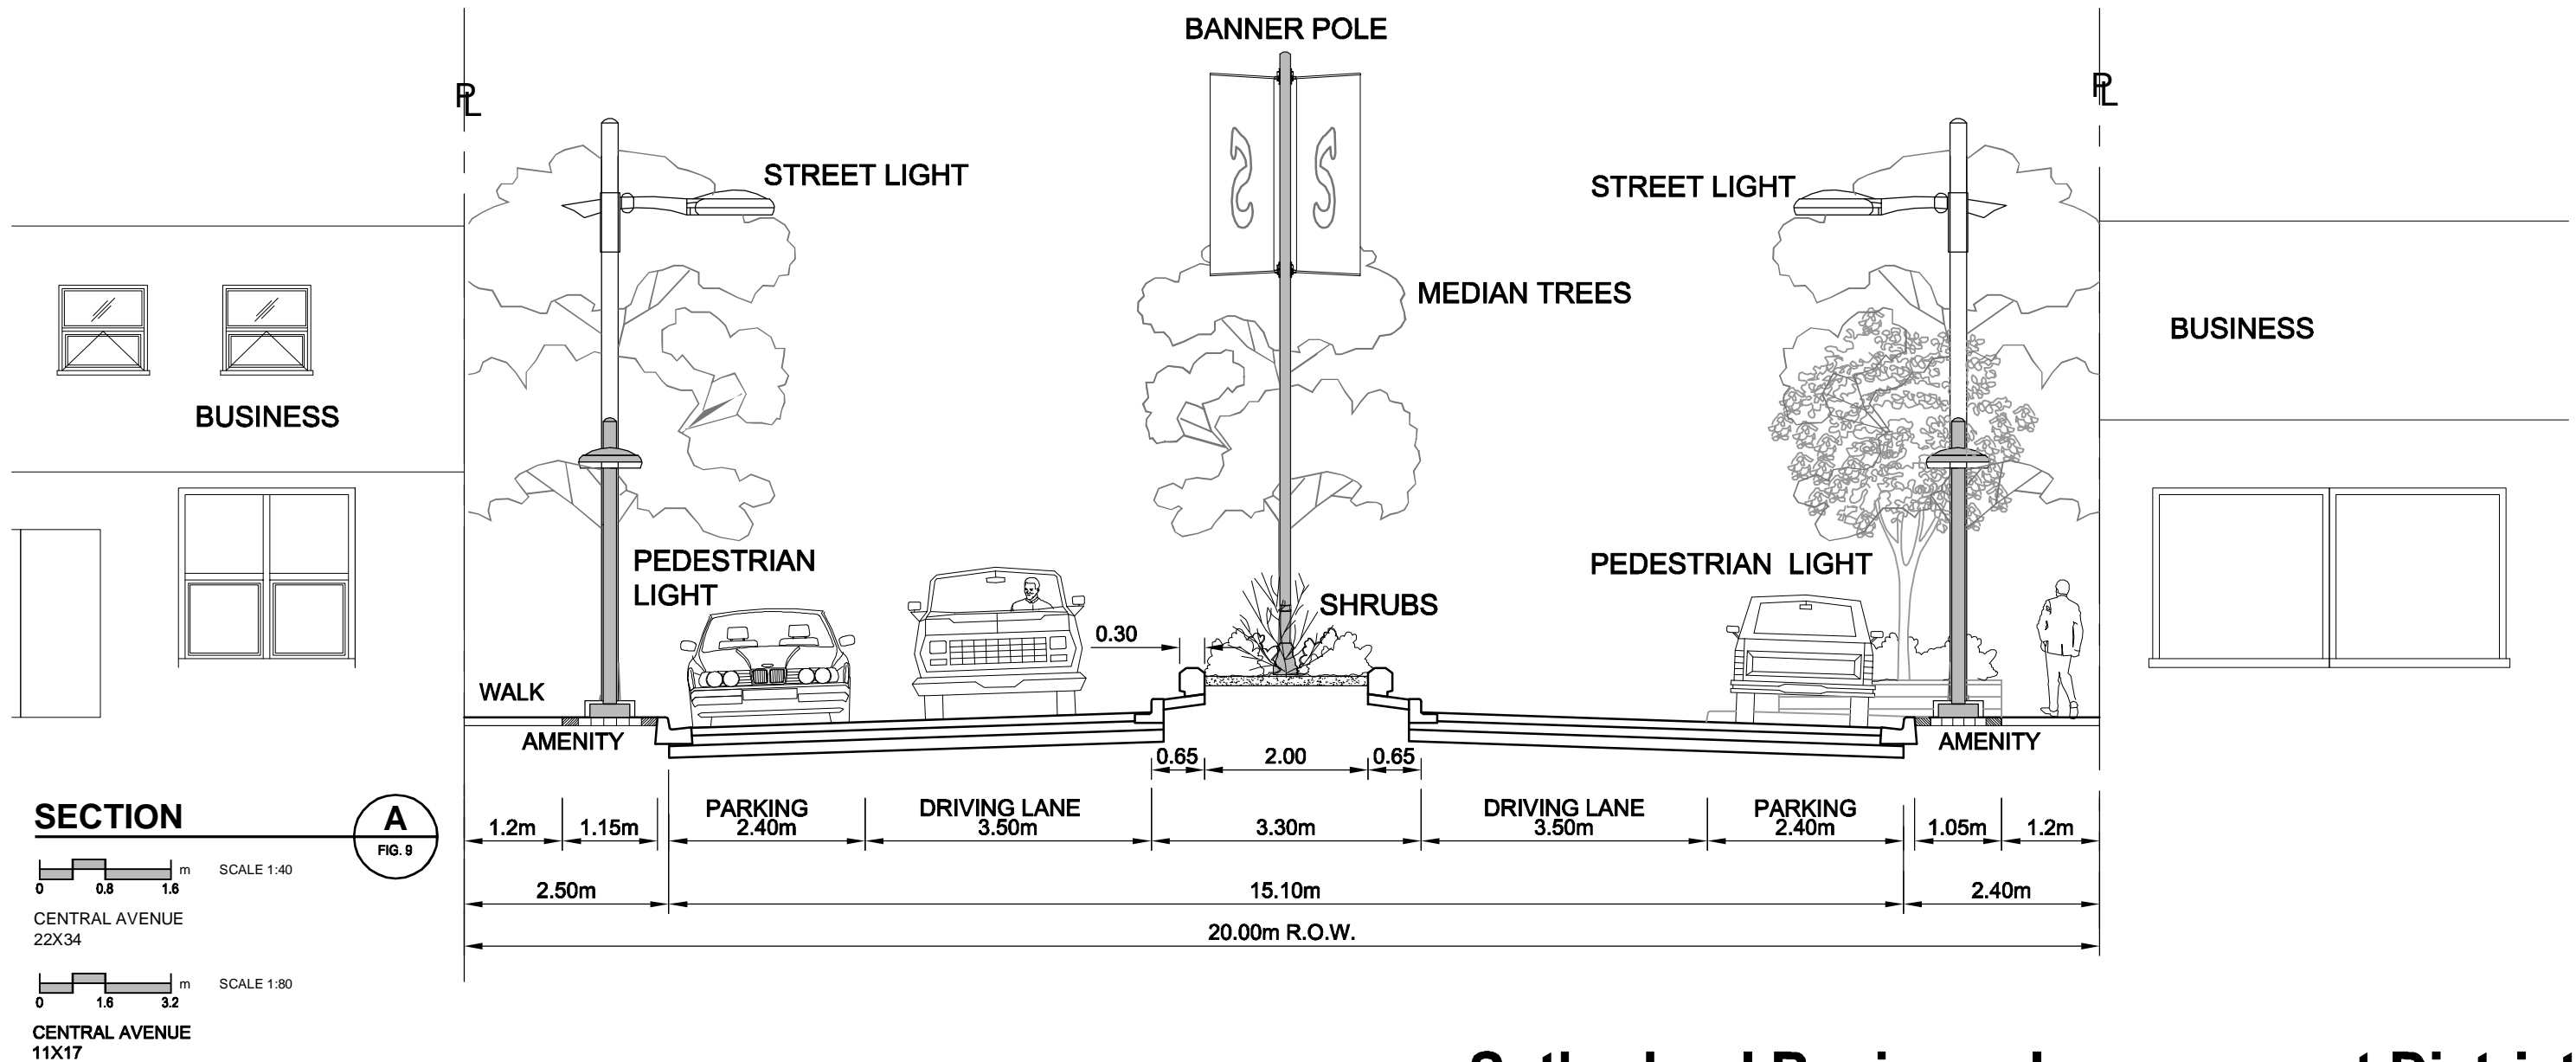 BANNER POLE
PL
PL
STREET LIGHT
STREET LIGHT
MEDIAN TREES
BUSINESS
BUSINESS
PEDESTRIAN
LIGHT
PEDESTRIAN LIGHT
SHRUBS
0.30
WALK
AMENITY
AMENITY
0.65 2.00 0.65
SECTION
A
FIG. 9
PARKING DRIVING LANE DRIVING LANE PARKING
1.2m 1.15m 2.40m 3.50m 3.30m 3.50m 2.40m 1.05m 1.2m
0 0.8 1.6 m SCALE 1:40
2.50m 15.10m 2.40m
CENTRAL AVENUE
22X34
20.00m R.O.W.
0 1.6 3.2 m SCALE 1:80
CENTRAL AVENUE
11X17